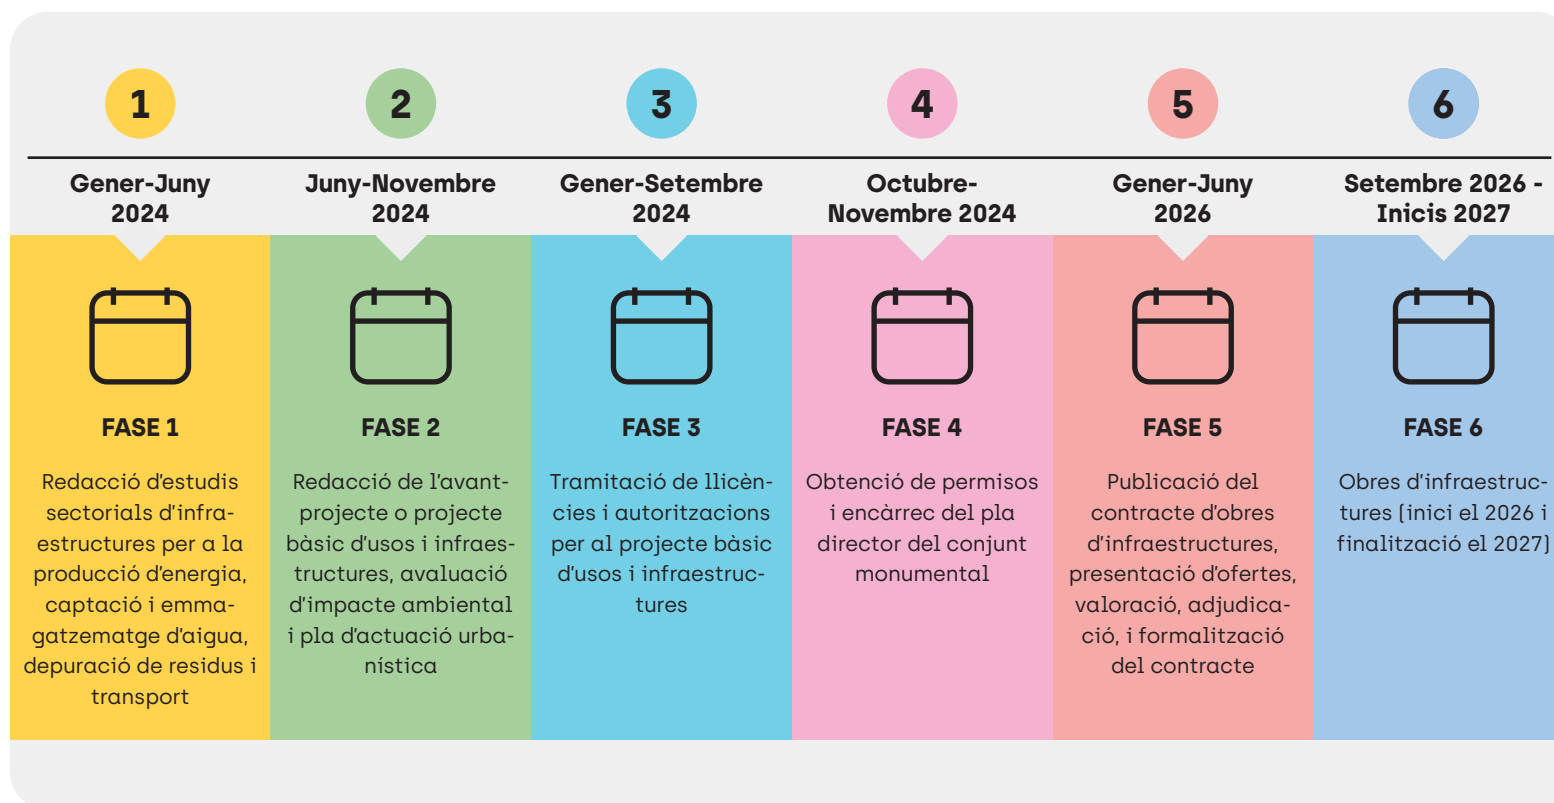 1
Gener-Juny
2024
FASE 1
Redacció d'estudis
sectorials d'infra-
estructures per a la
producció d'energia,
captació i emma-
gatzematge d'aigua,
depuració de residus i
transport
2
Juny-Novembre
2024
FASE 2
Redacció de l'avant-
projecte o projecte
bàsic d'usos i infraes-
tructures, avaluació
d'impacte ambiental
i pla d'actuació urba-
nística
3
Gener-Setembre
2024
FASE 3
Tramitació de llicèn-
cies i autoritzacions
per al projecte bàsic
d'usos i infraestruc-
tures
4
Octubre-
Novembre 2024
FASE 4
Obtenció de permisos
i encàrrec del pla
director del conjunt
monumental
5
Gener-Juny
2026
FASE 5
Publicació del
contracte d'obres
d'infraestructures,
presentació d'ofertes,
valoració, adjudica-
ció, i formalització
del contracte
6
Setembre 2026 -
Inicis 2027
FASE 6
Obres d'infraestruc-
tures (inici el 2026 i
finalització el 2027)